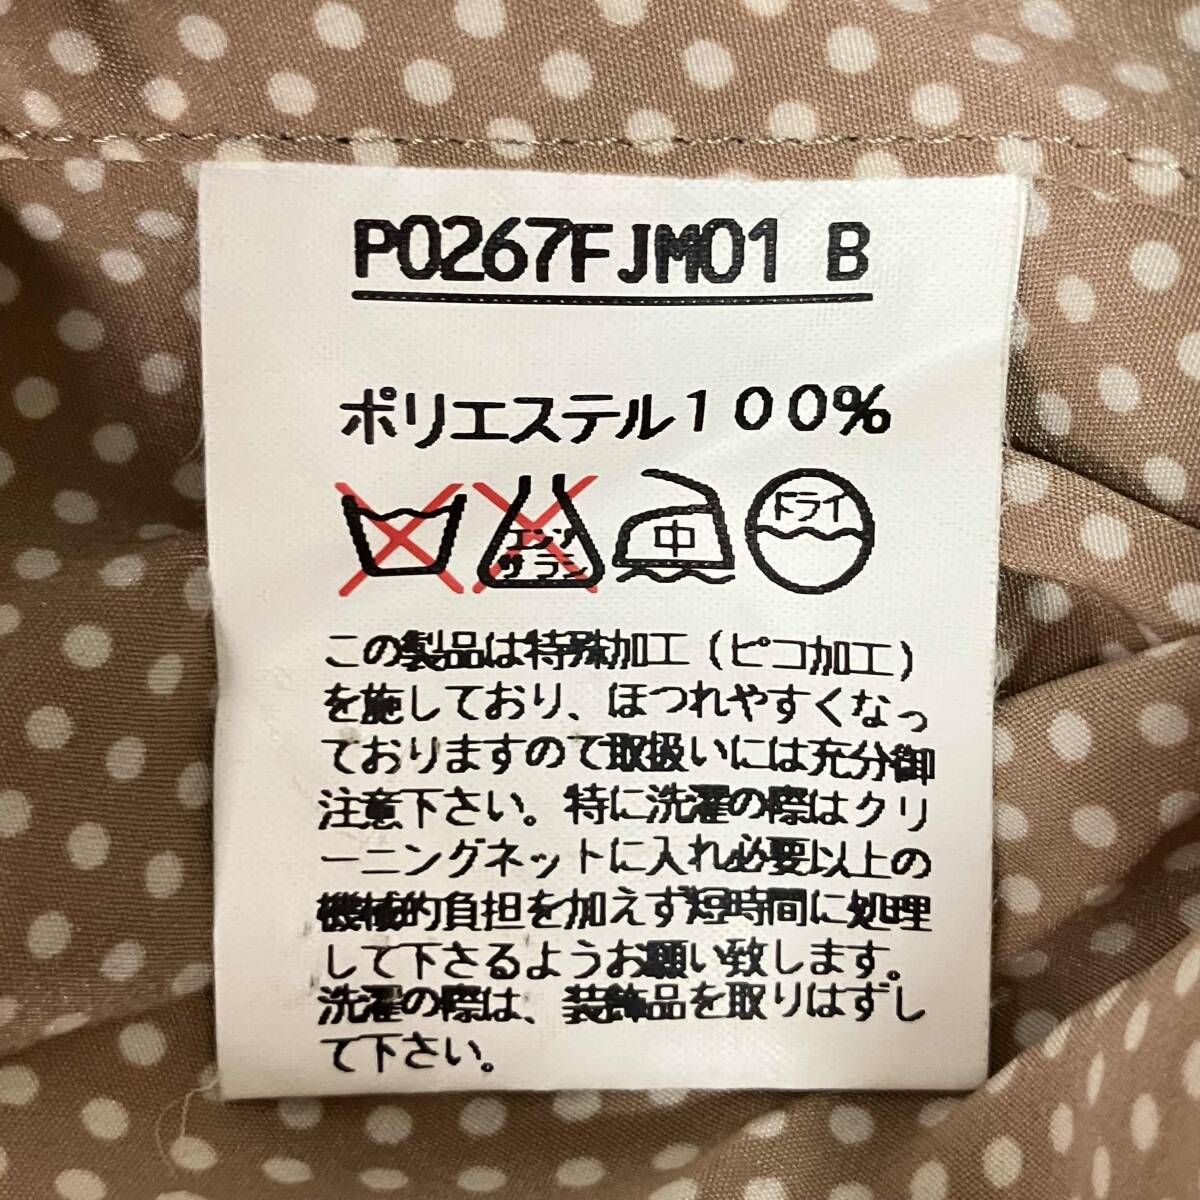 P0267FJM01 B
ポリエステル100%
エンソ
サラシ
中
ドライ
この製品は特殊加工(ピコ加工)
を施しており、ほつれやすくなっ
ておりますので取扱いには充分御
注意下さい。特に洗濯の際はクリ
ーニングネットに入れ必要以上の
機械的負担を加えず短時間に処理
して下さるようお願い致します。
洗濯の際は、装飾品を取りはずし
て下さい。